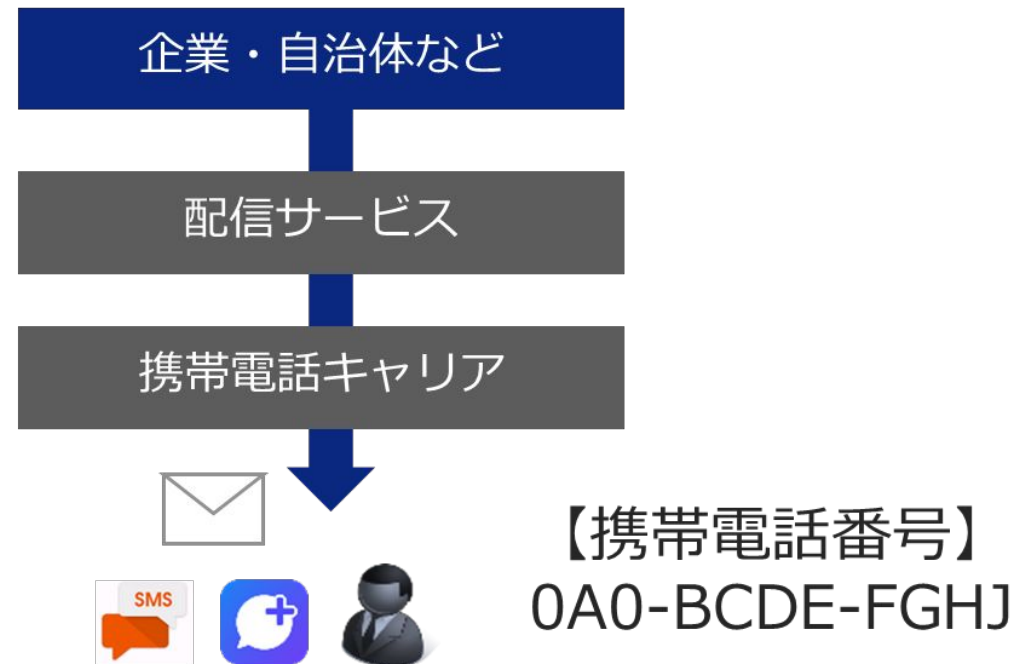 企業・自治体など
配信サービス
携帯電話キャリア
SMS
【携帯電話番号】
0A0-BCDE-FGHJ